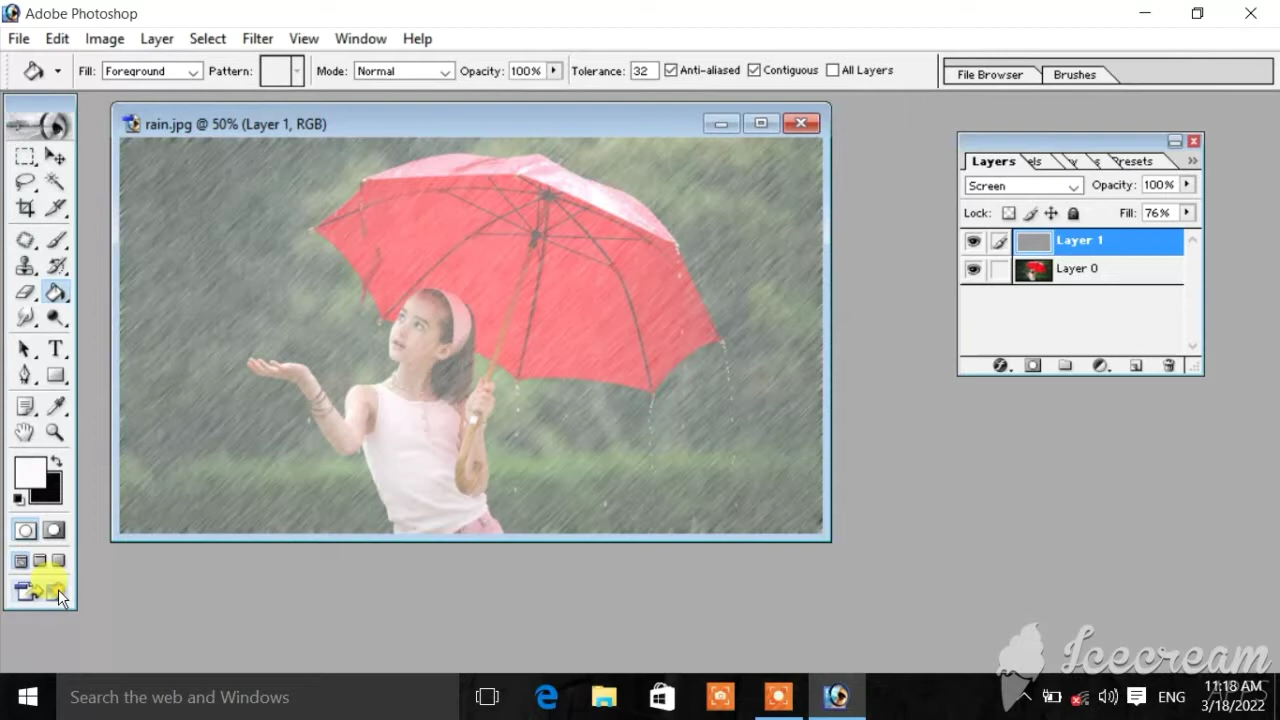 Adobe Photoshop
File Edit Image Layer Select Filter View Window Help
Fill: Foreground Pattern: Mode: Normal Opacity: 100% Tolerance: 32 Anti-aliased Contiguous All Layers File Browser Brushes
rain.jpg @ 50% (Layer 1, RGB)
Layers els Presets
Screen Opacity: 100%
Lock: Fill: 76%
Layer 1
Layer 0
T
Icecream
Search the web and Windows
ENG
11:18 AM
3/18/2022